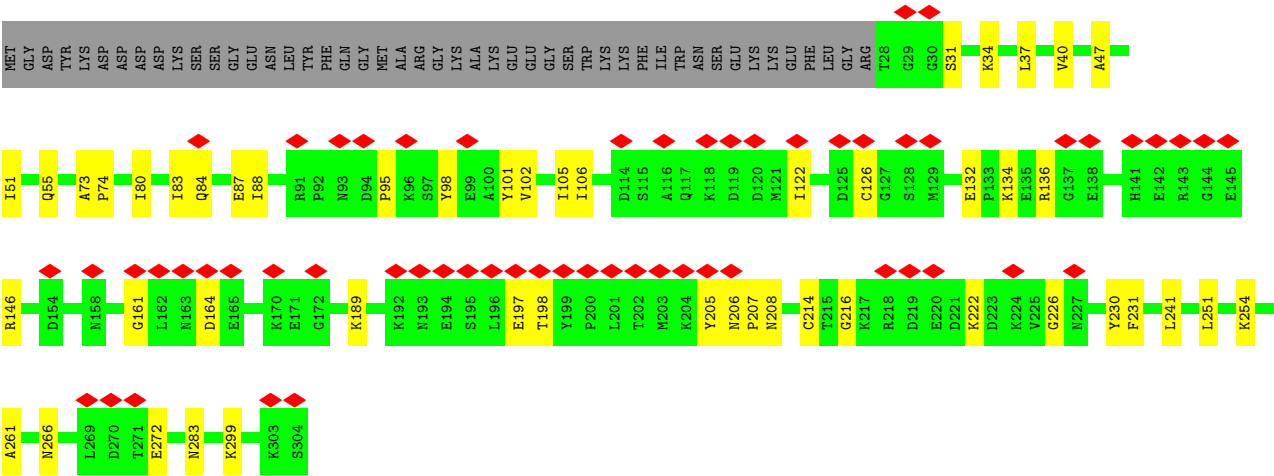 MET GLY ASP TYR LYS ASP ASP ASP ASP LYS SER SER GLY GLU ASN LEU TYR PHE GLN GLY MET ALA ARG GLY LYS ALA LYS GLU GLU GLY SER TRP LYS LYS PHE ILE TRP ASN SER GLU LYS LYS GLU PHE LEU GLY ARG T28 G29 G30 S31 K34 L37 V40 A47
I51 Q55 A73 P74 I80 I83 Q84 E87 I88 R91 P92 N93 D94 P95 K96 S97 Y98 E99 A100 Y101 V102 I105 I106 D114 S115 A116 Q117 K118 D119 D120 M121 I122 D125 C126 G127 S128 M129 E132 P133 K134 E135 R136 G137 E138 H141 E142 R143 G144 E145
R146 D154 N158 G161 L162 N163 D164 E165 K170 E171 G172 K189 K192 N193 E194 S195 L196 E197 T198 Y199 P200 L201 T202 M203 K204 Y205 N206 P207 N208 C214 T215 G216 K217 R218 D219 E220 D221 K222 D223 K224 V225 G226 N227 Y230 F231 L241 L251 K254
A261 N266 L269 D270 T271 E272 N283 K299 K303 S304